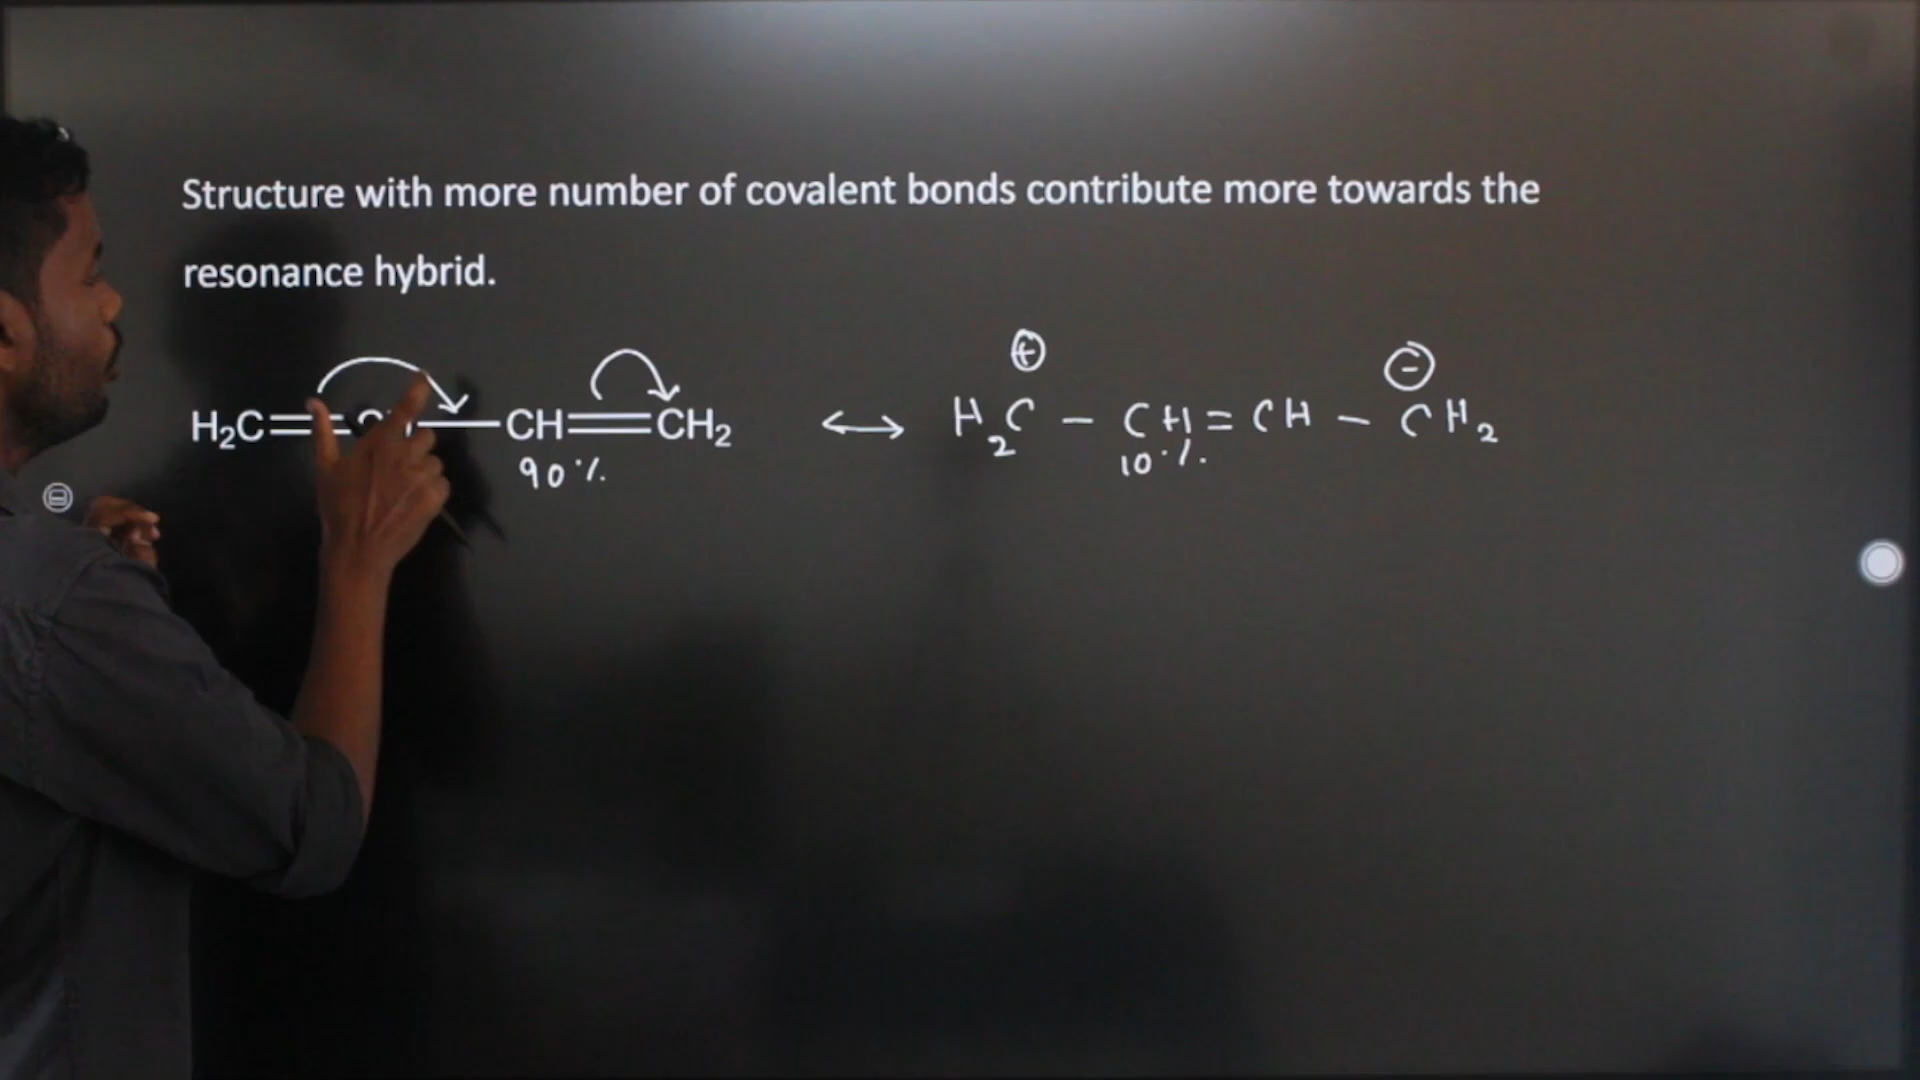 Structure with more number of covalent bonds contribute more towards the
resonance hybrid.
⊕ ⊖
H₂C= —CH=CH₂ ↔ H₂C – CH = CH – CH₂
90% 10%.